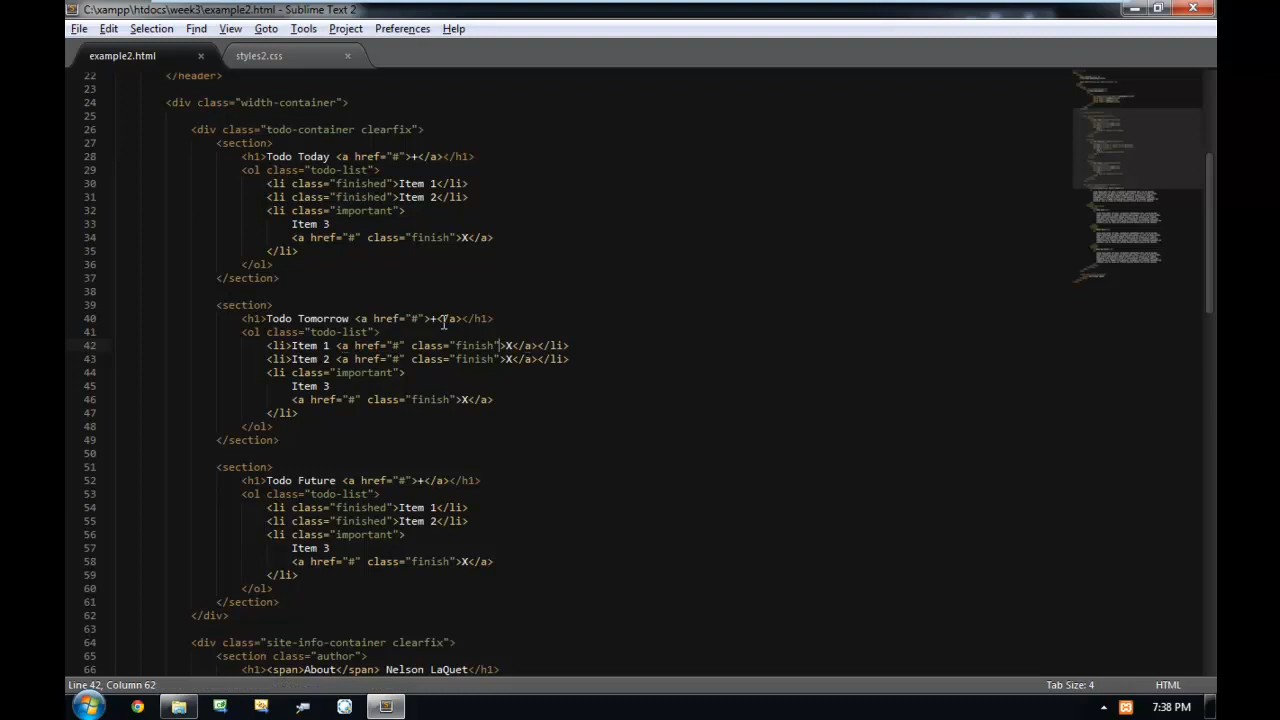 C:\xampp\htdocs\week3\example2.html - Sublime Text 2
File Edit Selection Find View Goto Tools Project Preferences Help
example2.html × styles2.css ×
22 </header>
23
24 <div class="width-container">
25
26 <div class="todo-container clearfix">
27 <section>
28 <h1>Todo Today <a href="#">+</a></h1>
29 <ol class="todo-list">
30 <li class="finished">Item 1</li>
31 <li class="finished">Item 2</li>
32 <li class="important">
33 Item 3
34 <a href="#" class="finish">X</a>
35 </li>
36 </ol>
37 </section>
38
39 <section>
40 <h1>Todo Tomorrow <a href="#">+</a></h1>
41 <ol class="todo-list">
42 <li>Item 1 <a href="#" class="finish">X</a></li>
43 <li>Item 2 <a href="#" class="finish">X</a></li>
44 <li class="important">
45 Item 3
46 <a href="#" class="finish">X</a>
47 </li>
48 </ol>
49 </section>
50
51 <section>
52 <h1>Todo Future <a href="#">+</a></h1>
53 <ol class="todo-list">
54 <li class="finished">Item 1</li>
55 <li class="finished">Item 2</li>
56 <li class="important">
57 Item 3
58 <a href="#" class="finish">X</a>
59 </li>
60 </ol>
61 </section>
62 </div>
63
64 <div class="site-info-container clearfix">
65 <section class="author">
66 <h1><span>About</span> Nelson LaQuet</h1>
Line 42, Column 62 Tab Size: 4 HTML
7:38 PM